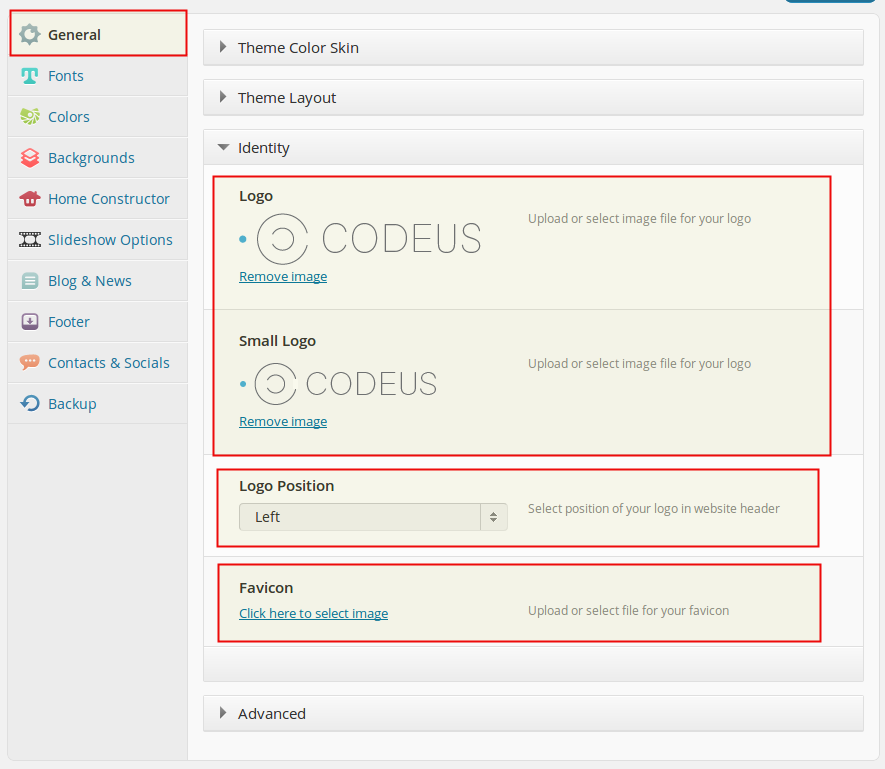 General
Fonts
Colors
Backgrounds
Home Constructor
Slideshow Options
Blog & News
Footer
Contacts & Socials
Backup
Theme Color Skin
Theme Layout
Identity
Logo
CODEUS
Remove image
Upload or select image file for your logo
Small Logo
CODEUS
Remove image
Upload or select image file for your logo
Logo Position
Left
Select position of your logo in website header
Favicon
Click here to select image
Upload or select file for your favicon
Advanced